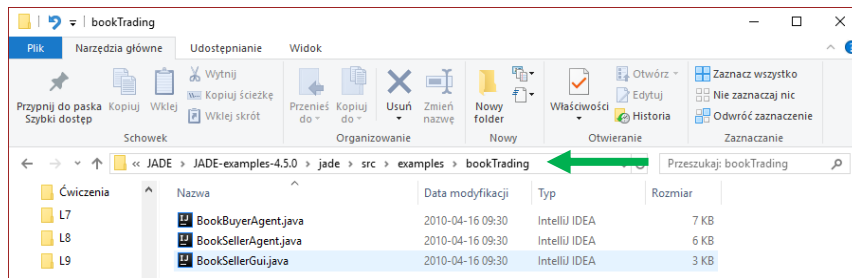 bookTrading
Plik Narzędzia główne Udostępnianie Widok
Przypnij do paska Szybki dostęp
Kopiuj
Wklej
Wytnij
Kopiuj ścieżkę
Wklej skrót
Schowek
Przenieś do
Kopiuj do
Usuń
Zmień nazwę
Organizowanie
Nowy folder
Nowy
Właściwości
Otwórz
Edytuj
Historia
Otwieranie
Zaznacz wszystko
Nie zaznaczaj nic
Odwróć zaznaczenie
Zaznaczanie
« JADE > JADE-examples-4.5.0 > jade > src > examples > bookTrading
Przeszukaj: bookTrading
Ćwiczenia
L7
L8
L9
Nazwa Data modyfikacji Typ Rozmiar
BookBuyerAgent.java 2010-04-16 09:30 IntelliJ IDEA 7 KB
BookSellerAgent.java 2010-04-16 09:30 IntelliJ IDEA 6 KB
BookSellerGui.java 2010-04-16 09:30 IntelliJ IDEA 3 KB